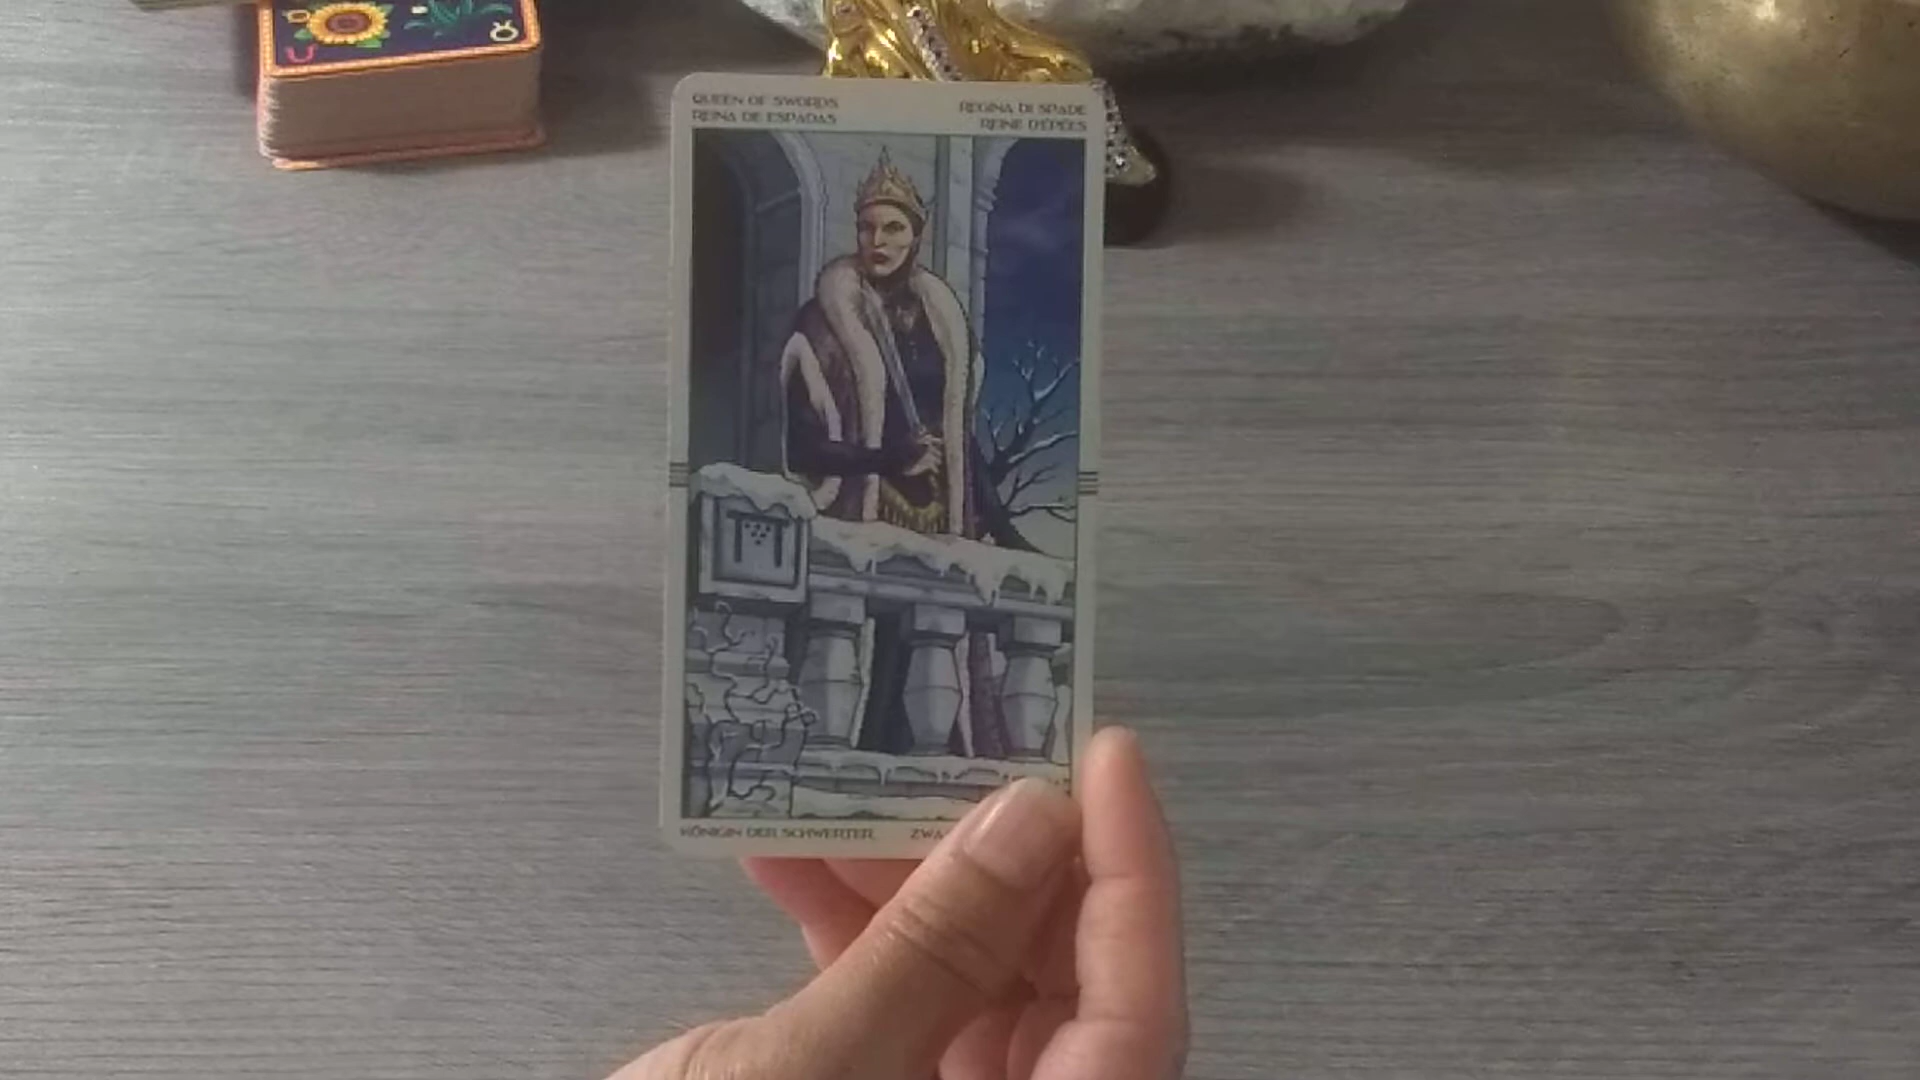 QUEEN OF SWORDS
REINA DE ESPADAS
REGINA DI SPADE
REINE D'ÉPÉES
KÖNIGIN DER SCHWERTER